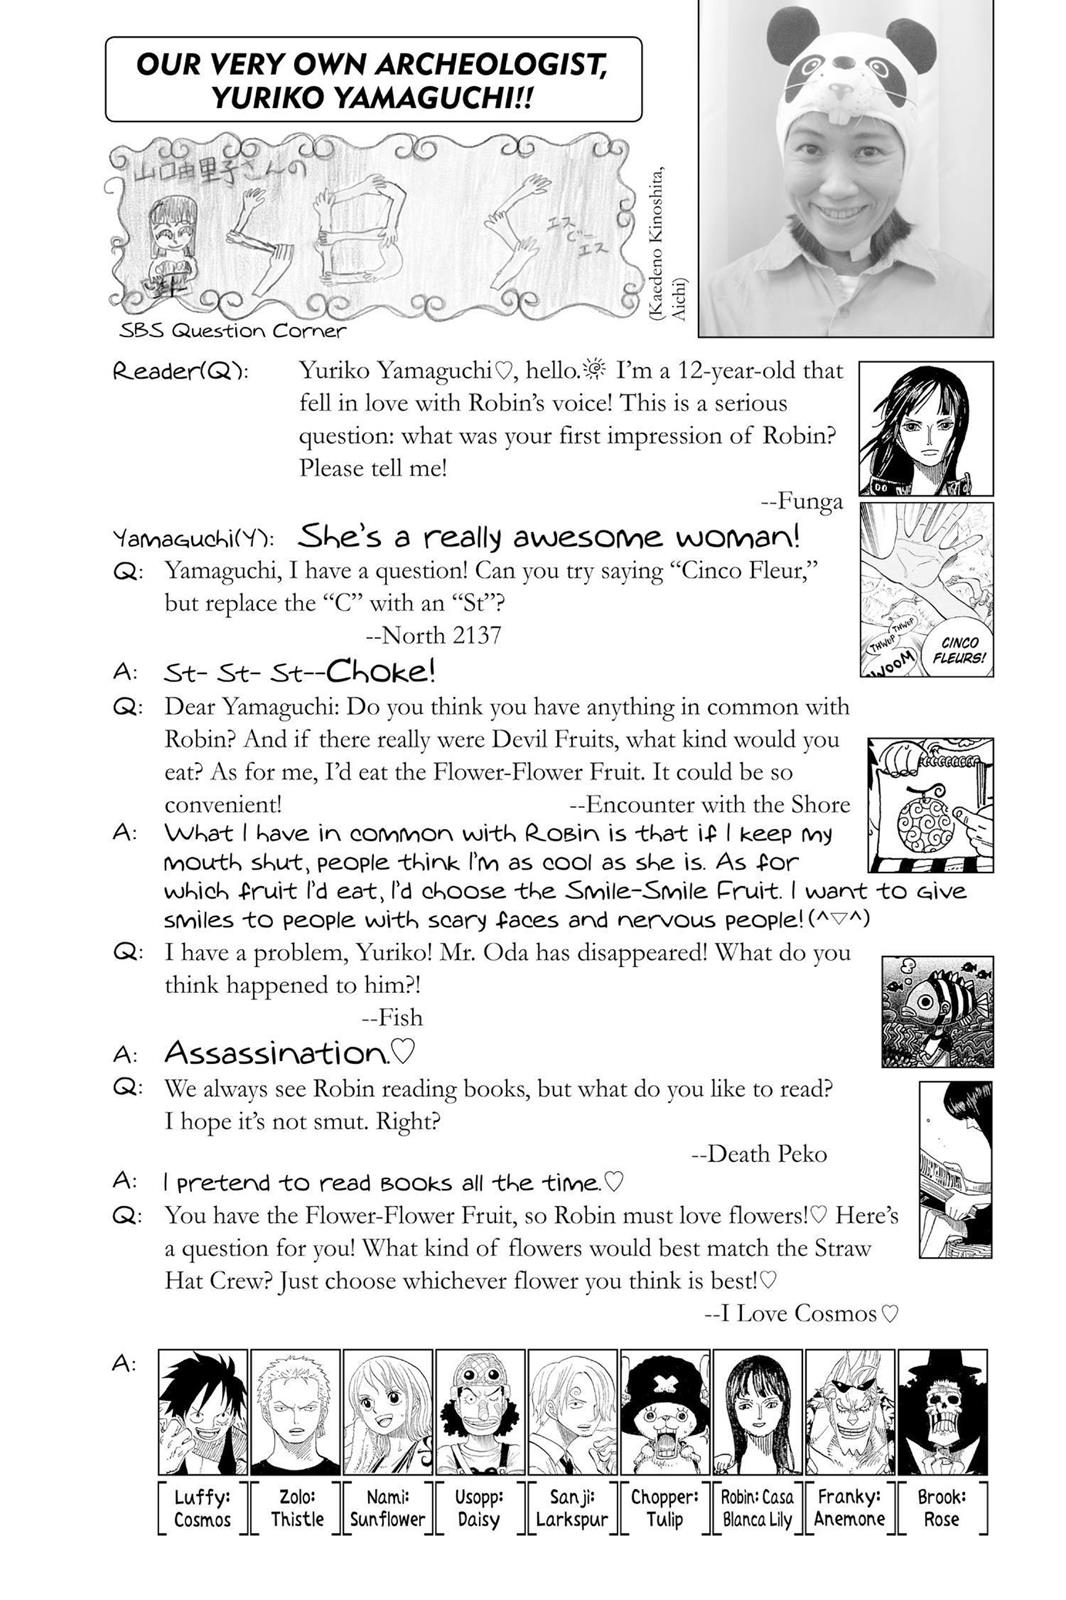 OUR VERY OWN ARCHEOLOGIST,
YURIKO YAMAGUCHI!!
山口由里子さんの
SBS
エスビーエス
(Kaedeno Kinoshita,
Aichi)
SBS Question Corner
Reader(Q): Yuriko Yamaguchi♡, hello. I'm a 12-year-old that
fell in love with Robin's voice! This is a serious
question: what was your first impression of Robin?
Please tell me!
--Funga
Yamaguchi(Y): She's a really awesome woman!
Q: Yamaguchi, I have a question! Can you try saying “Cinco Fleur,”
but replace the “C” with an “St”?
--North 2137
THWUP
THWUP
WOOM
CINCO
FLEURS!
A: St- St- St--Choke!
Q: Dear Yamaguchi: Do you think you have anything in common with
Robin? And if there really were Devil Fruits, what kind would you
eat? As for me, I'd eat the Flower-Flower Fruit. It could be so
convenient! --Encounter with the Shore
A: What I have in common with Robin is that if I keep my
mouth shut, people think I'm as cool as she is. As for
which fruit I'd eat, I'd choose the Smile-Smile Fruit. I want to give
smiles to people with scary faces and nervous people! (^▽^)
Q: I have a problem, Yuriko! Mr. Oda has disappeared! What do you
think happened to him?!
--Fish
A: Assassination.♡
Q: We always see Robin reading books, but what do you like to read?
I hope it's not smut. Right?
--Death Peko
A: I pretend to read books all the time.♡
Q: You have the Flower-Flower Fruit, so Robin must love flowers!♡ Here's
a question for you! What kind of flowers would best match the Straw
Hat Crew? Just choose whichever flower you think is best!♡
--I Love Cosmos♡
A:
Luffy:
Cosmos
Zolo:
Thistle
Nami:
Sunflower
Usopp:
Daisy
Sanji:
Larkspur
Chopper:
Tulip
Robin: Casa
Blanca Lily
Franky:
Anemone
Brook:
Rose